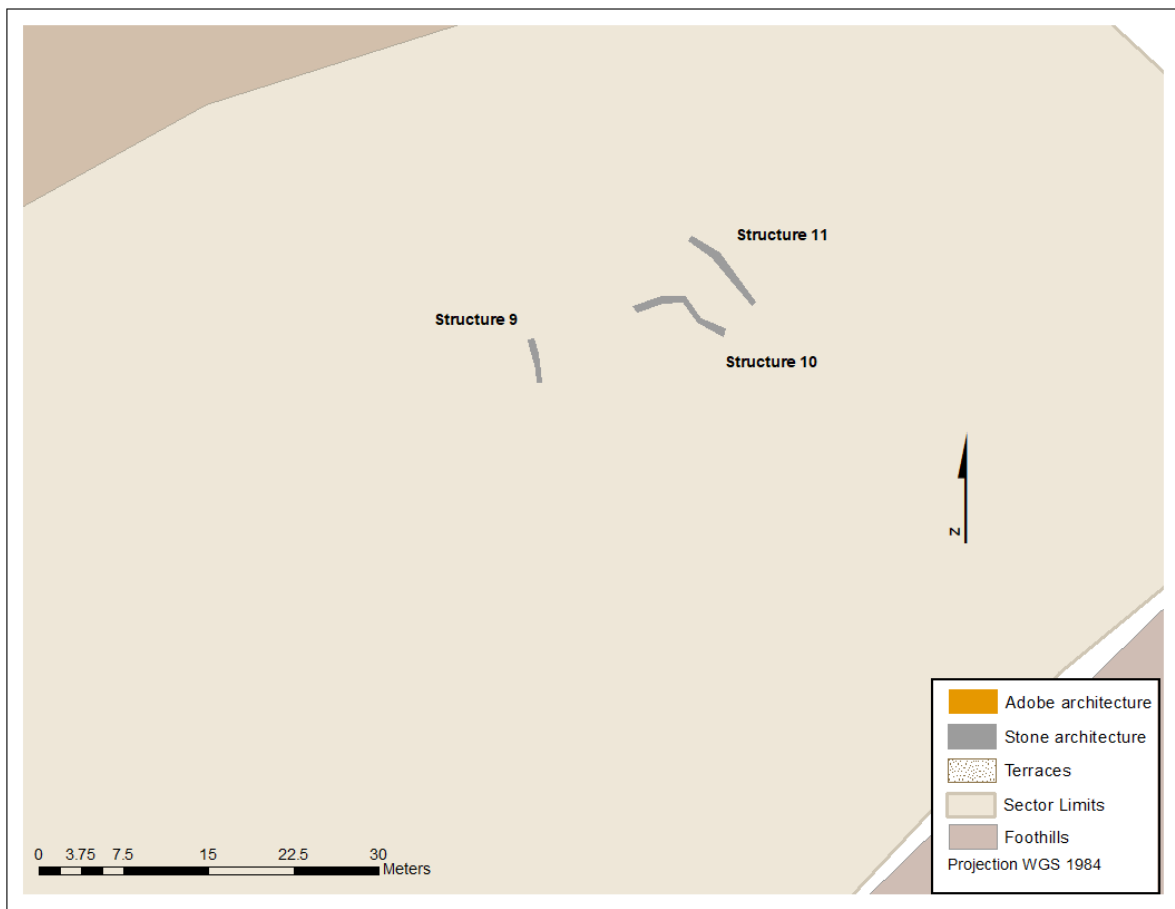 Structure 11
Structure 9
Structure 10
N
Adobe architecture
Stone architecture
Terraces
Sector Limits
Foothills
Projection WGS 1984
0 3.75 7.5 15 22.5 30
Meters